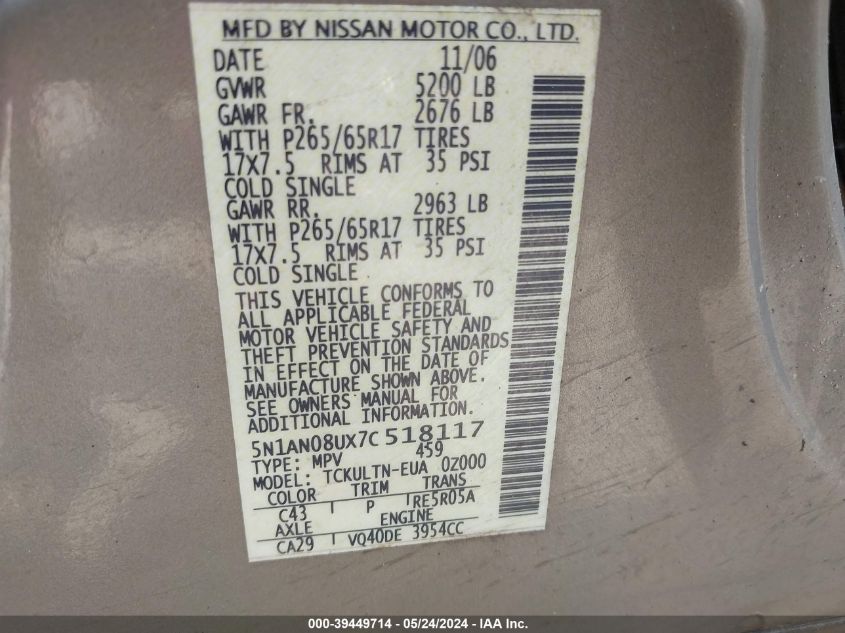 MFD BY NISSAN MOTOR CO., LTD.
DATE 11/06
GVWR 5200 LB
GAWR FR. 2676 LB
WITH P265/65R17 TIRES
17X7.5 RIMS AT 35 PSI
COLD SINGLE
GAWR RR. 2963 LB
WITH P265/65R17 TIRES
17X7.5 RIMS AT 35 PSI
COLD SINGLE
THIS VEHICLE CONFORMS TO
ALL APPLICABLE FEDERAL
MOTOR VEHICLE SAFETY AND
THEFT PREVENTION STANDARDS
IN EFFECT ON THE DATE OF
MANUFACTURE SHOWN ABOVE.
SEE OWNERS MANUAL FOR
ADDITIONAL INFORMATION.
5N1AN08UX7C 518117
TYPE: MPV 459
MODEL: TCKULTN-EUA 0Z000
COLOR TRIM TRANS
C43 P RE5R05A
AXLE ENGINE
CA29 VQ40DE 3954CC
000-39449714 - 05/24/2024 - IAA Inc.